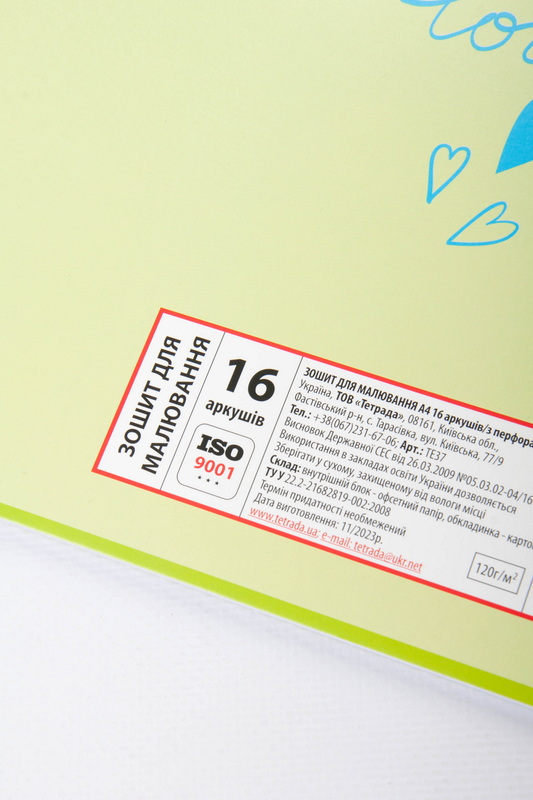 ЗОШИТ ДЛЯ
МАЛЮВАННЯ
16
аркушів
ISO
9001
ЗОШИТ ДЛЯ МАЛЮВАННЯ А4 16 аркушів/з перфора
Україна, ТОВ «Тетрада», 08161, Київська обл.,
Фастівський р-н, с. Тарасівка, вул. Київська, 77/9
Тел.: +38(067)231-67-06; Арт.: ТЕ37
Висновок Державної СЕС від 26.03.2009 №05.03.02-04/16
Використання в закладах освіти України дозволяється
Зберігати у сухому, захищеному від вологи місці
Склад: внутрішній блок - офсетний папір, обкладинка - карто
ТУ У 22.2-21682819-002:2008
Термін придатності необмежений
Дата виготовлення: 11/2023р.
www.tetrada.ua; e-mail: tetrada@ukr.net
120г/м²